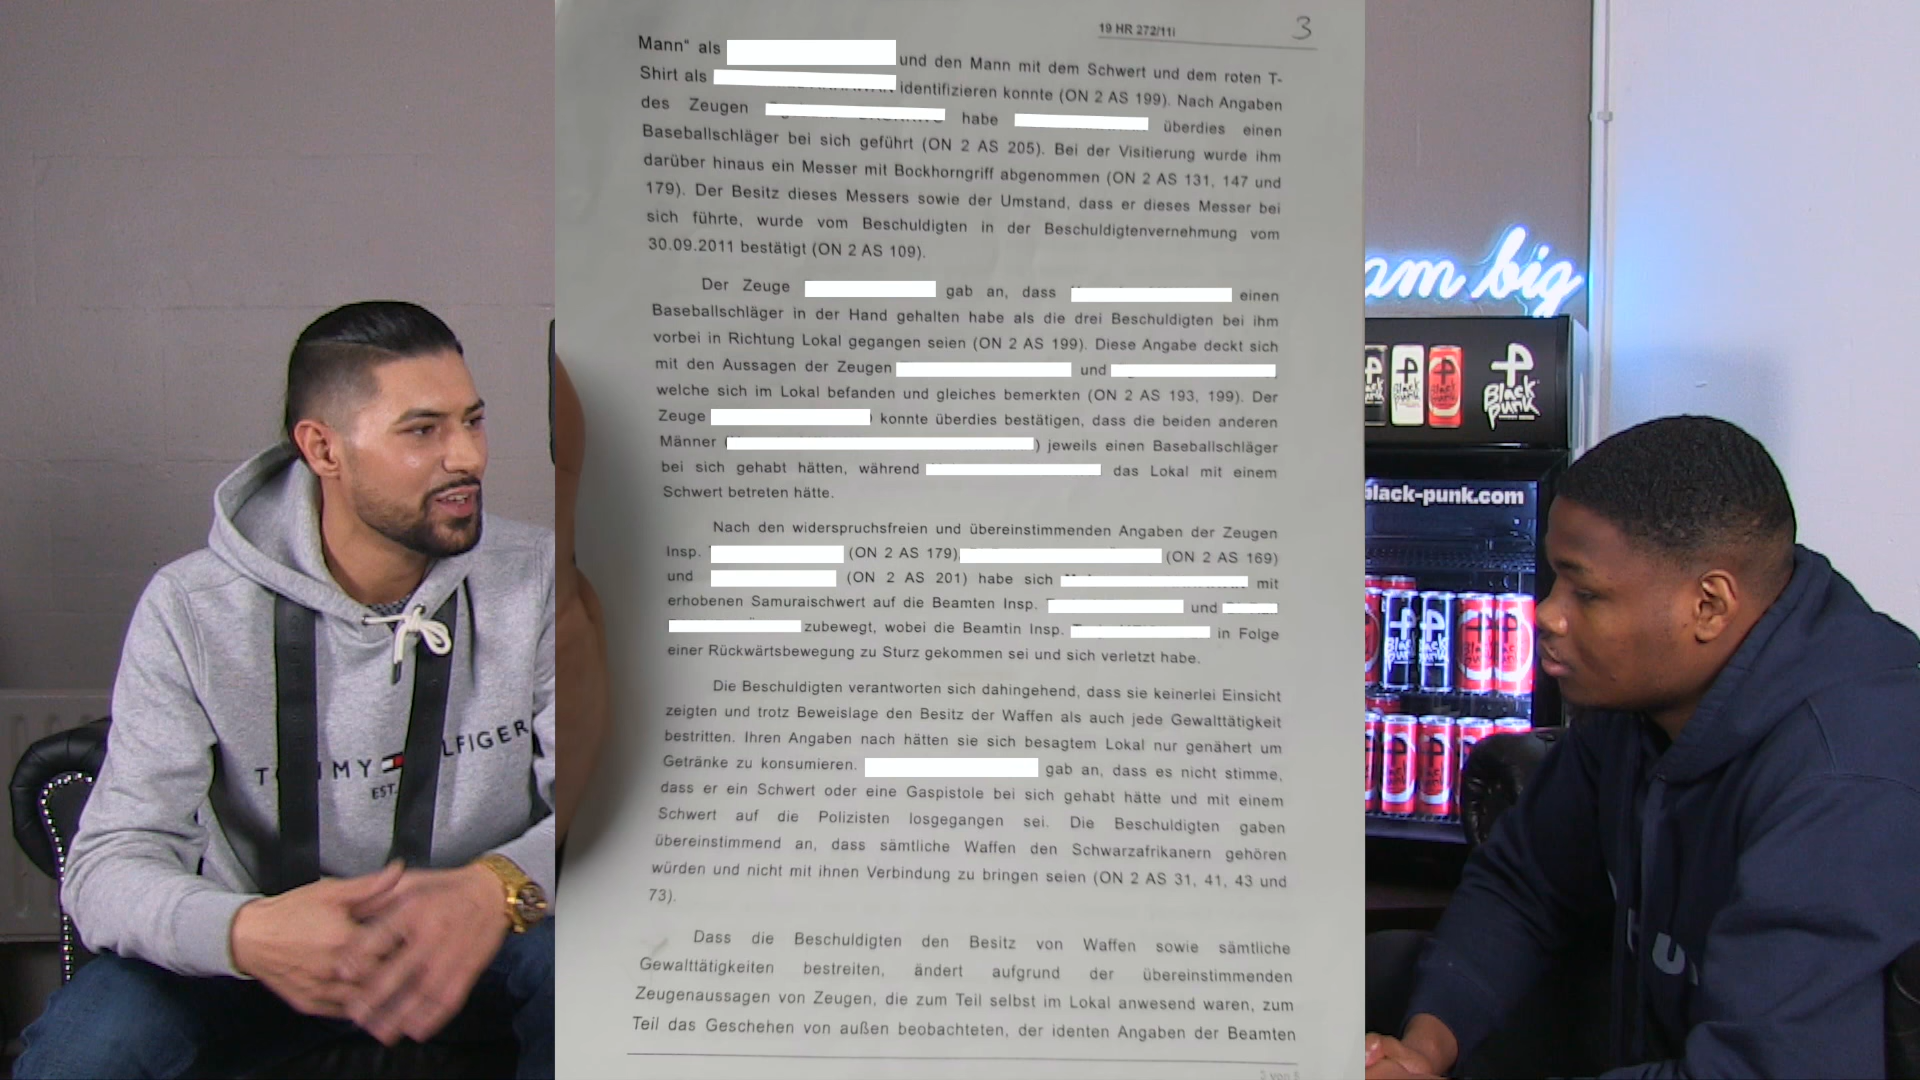 19 HR 272/11i
3
Mann“ als und den Mann mit dem Schwert und dem roten T-
Shirt als identifizieren konnte (ON 2 AS 199). Nach Angaben
des Zeugen habe überdies einen
Baseballschläger bei sich geführt (ON 2 AS 205). Bei der Visitierung wurde ihm
darüber hinaus ein Messer mit Bockhorngriff abgenommen (ON 2 AS 131, 147 und
179). Der Besitz dieses Messers sowie der Umstand, dass er dieses Messer bei
sich führte, wurde vom Beschuldigten in der Beschuldigtenvernehmung vom
30.09.2011 bestätigt (ON 2 AS 109).
Der Zeuge gab an, dass einen
Baseballschläger in der Hand gehalten habe als die drei Beschuldigten bei ihm
vorbei in Richtung Lokal gegangen seien (ON 2 AS 199). Diese Angabe deckt sich
mit den Aussagen der Zeugen und
welche sich im Lokal befanden und gleiches bemerkten (ON 2 AS 193, 199). Der
Zeuge konnte überdies bestätigen, dass die beiden anderen
Männer ( ) jeweils einen Baseballschläger
bei sich gehabt hätten, während das Lokal mit einem
Schwert betreten hätte.
Nach den widerspruchsfreien und übereinstimmenden Angaben der Zeugen
Insp. (ON 2 AS 179), (ON 2 AS 169)
und (ON 2 AS 201) habe sich mit
erhobenen Samuraischwert auf die Beamten Insp. und
zubewegt, wobei die Beamtin Insp. in Folge
einer Rückwärtsbewegung zu Sturz gekommen sei und sich verletzt habe.
Die Beschuldigten verantworten sich dahingehend, dass sie keinerlei Einsicht
zeigten und trotz Beweislage den Besitz der Waffen als auch jede Gewalttätigkeit
bestritten. Ihren Angaben nach hätten sie sich besagtem Lokal nur genähert um
Getränke zu konsumieren. gab an, dass es nicht stimme,
dass er ein Schwert oder eine Gaspistole bei sich gehabt hätte und mit einem
Schwert auf die Polizisten losgegangen sei. Die Beschuldigten gaben
übereinstimmend an, dass sämtliche Waffen den Schwarzafrikanern gehören
würden und nicht mit ihnen Verbindung zu bringen seien (ON 2 AS 31, 41, 43 und
73).
Dass die Beschuldigten den Besitz von Waffen sowie sämtliche
Gewalttätigkeiten bestreiten, ändert aufgrund der übereinstimmenden
Zeugenaussagen von Zeugen, die zum Teil selbst im Lokal anwesend waren, zum
Teil das Geschehen von außen beobachteten, der identen Angaben der Beamten
am big
Black Punk
black-punk.com